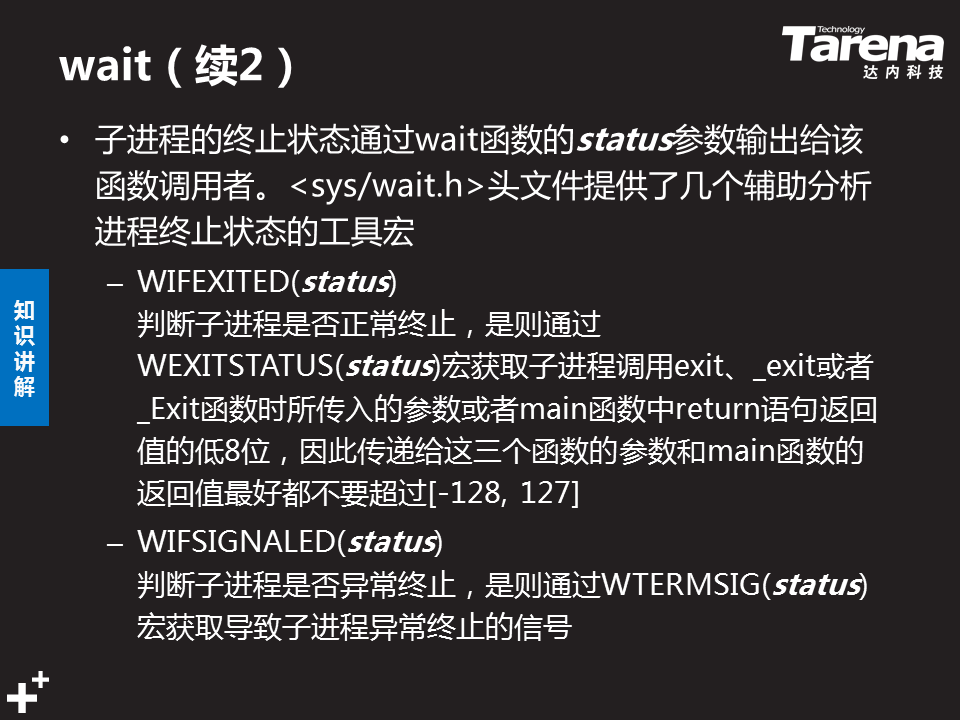 wait（续2）
Technology
Tarena
达内科技
• 子进程的终止状态通过wait函数的status参数输出给该
函数调用者。<sys/wait.h>头文件提供了几个辅助分析
进程终止状态的工具宏
– WIFEXITED(status)
判断子进程是否正常终止，是则通过
WEXITSTATUS(status)宏获取子进程调用exit、_exit或者
_Exit函数时所传入的参数或者main函数中return语句返回
值的低8位，因此传递给这三个函数的参数和main函数的
返回值最好都不要超过[-128, 127]
– WIFSIGNALED(status)
判断子进程是否异常终止，是则通过WTERMSIG(status)
宏获取导致子进程异常终止的信号
知
识
讲
解